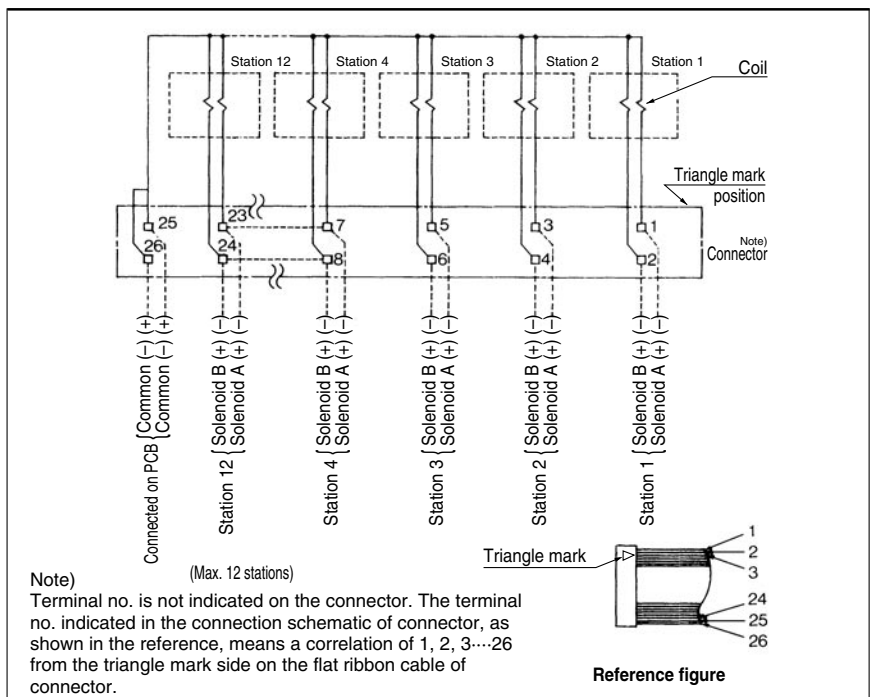 Station 12
Station 4
Station 3
Station 2
Station 1
Coil
Triangle mark
position
25
23
7
5
3
1
26
24
8
6
4
2
Note)
Connector
Connected on PCB { Common (–) (+)
Common (–) (+)
Station 12 { Solenoid B (+) (–)
Solenoid A (+) (–)
Station 4 { Solenoid B (+) (–)
Solenoid A (+) (–)
Station 3 { Solenoid B (+) (–)
Solenoid A (+) (–)
Station 2 { Solenoid B (+) (–)
Solenoid A (+) (–)
Station 1 { Solenoid B (+) (–)
Solenoid A (+) (–)
(Max. 12 stations)
Triangle mark
1
2
3
24
25
26
Reference figure
Note)
Terminal no. is not indicated on the connector. The terminal
no. indicated in the connection schematic of connector, as
shown in the reference, means a correlation of 1, 2, 3····26
from the triangle mark side on the flat ribbon cable of
connector.